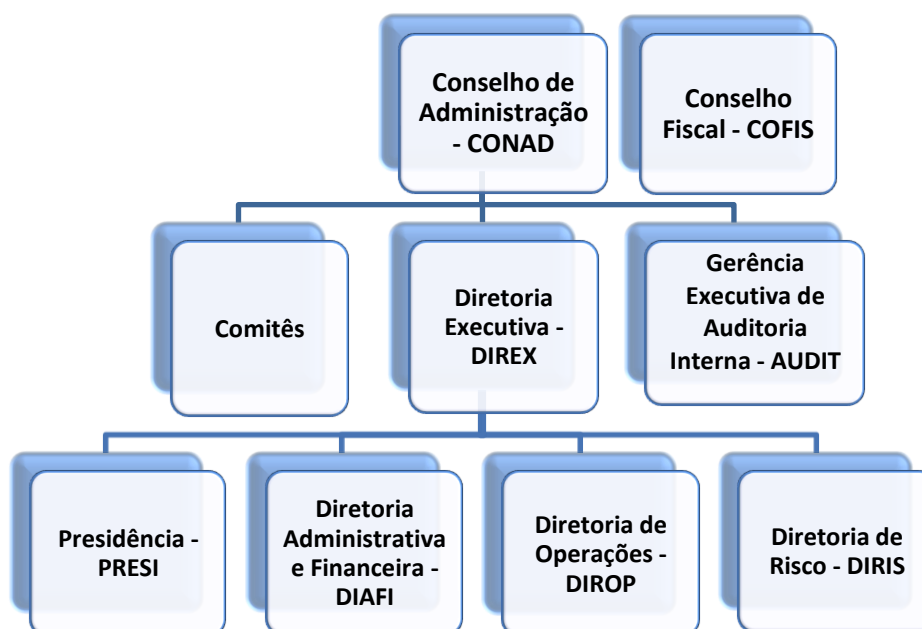 Conselho de
Administração
- CONAD
Conselho
Fiscal - COFIS
Comitês
Diretoria
Executiva -
DIREX
Gerência
Executiva de
Auditoria
Interna - AUDIT
Presidência -
PRESI
Diretoria
Administrativa
e Financeira -
DIAFI
Diretoria de
Operações -
DIROP
Diretoria de
Risco - DIRIS